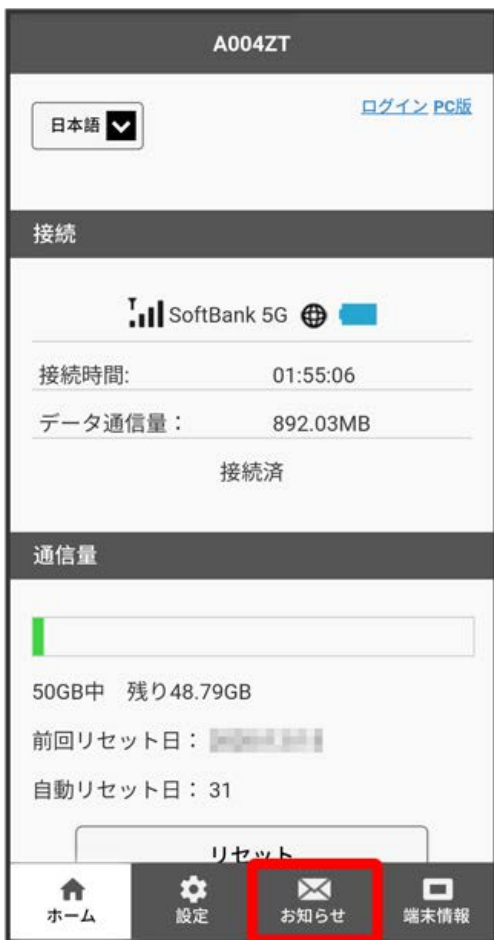 A004ZT
日本語
ログイン PC版
接続
SoftBank 5G
接続時間: 01:55:06
データ通信量： 892.03MB
接続済
通信量
50GB中 残り48.79GB
前回リセット日：
自動リセット日：31
リセット
ホーム 設定 お知らせ 端末情報